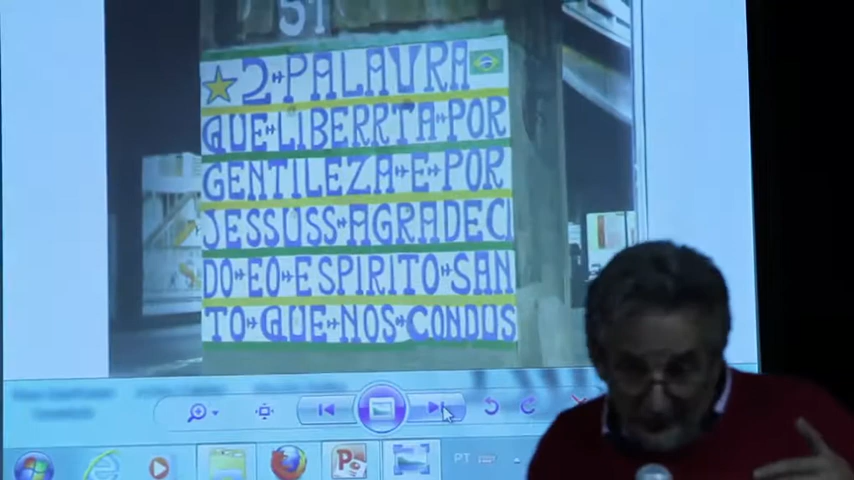 51
2 PALAVRA
QUE LIBERRTA POR
GENTILEZA E POR
JESSUSS AGRADECI
DO EO ESPIRITO SAN
TO QUE NOS CONDUS
PT